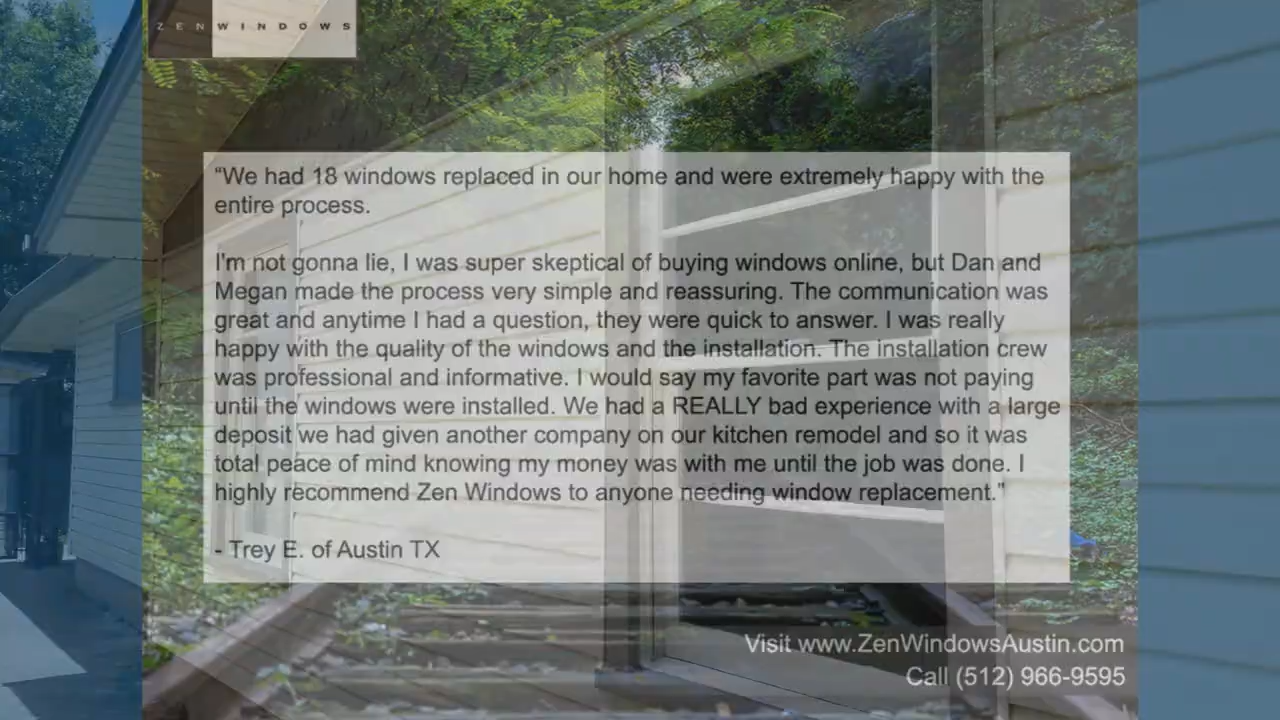 ZENWINDOWS
“We had 18 windows replaced in our home and were extremely happy with the
entire process.
I'm not gonna lie, I was super skeptical of buying windows online, but Dan and
Megan made the process very simple and reassuring. The communication was
great and anytime I had a question, they were quick to answer. I was really
happy with the quality of the windows and the installation. The installation crew
was professional and informative. I would say my favorite part was not paying
until the windows were installed. We had a REALLY bad experience with a large
deposit we had given another company on our kitchen remodel and so it was
total peace of mind knowing my money was with me until the job was done. I
highly recommend Zen Windows to anyone needing window replacement.”
- Trey E. of Austin TX
Visit www.ZenWindowsAustin.com
Call (512) 966-9595